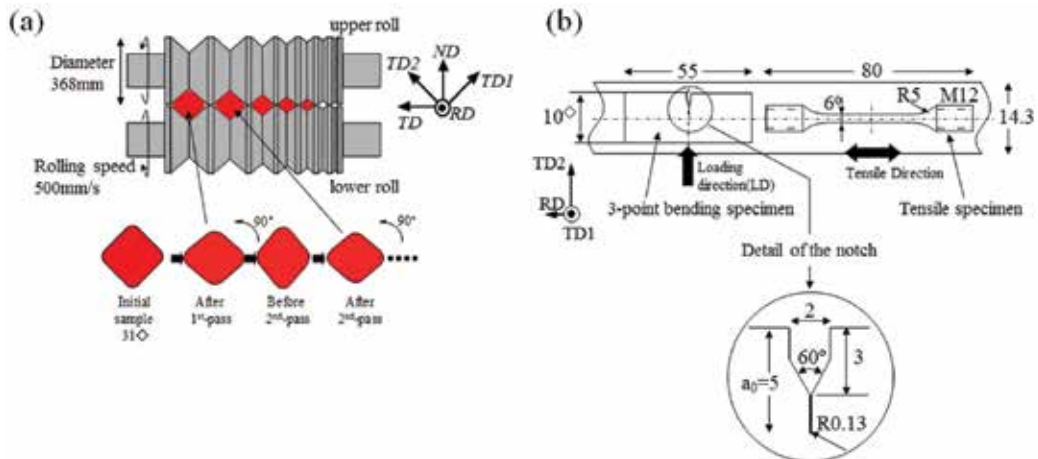 (a)
upper roll
Diameter
368mm
ND
TD2
TD1
TD
RD
Rolling speed
500mm/s
lower roll
90°
90°
Initial
sample
31◇
After
1st-pass
Before
2nd-pass
After
2nd-pass
(b)
55
80
10◇
6°
R5
M12
14.3
TD2
Loading
direction(LD)
Tensile Direction
RD
3-point bending specimen
Tensile specimen
TD1
Detail of the notch
2
60°
3
a0=5
R0.13